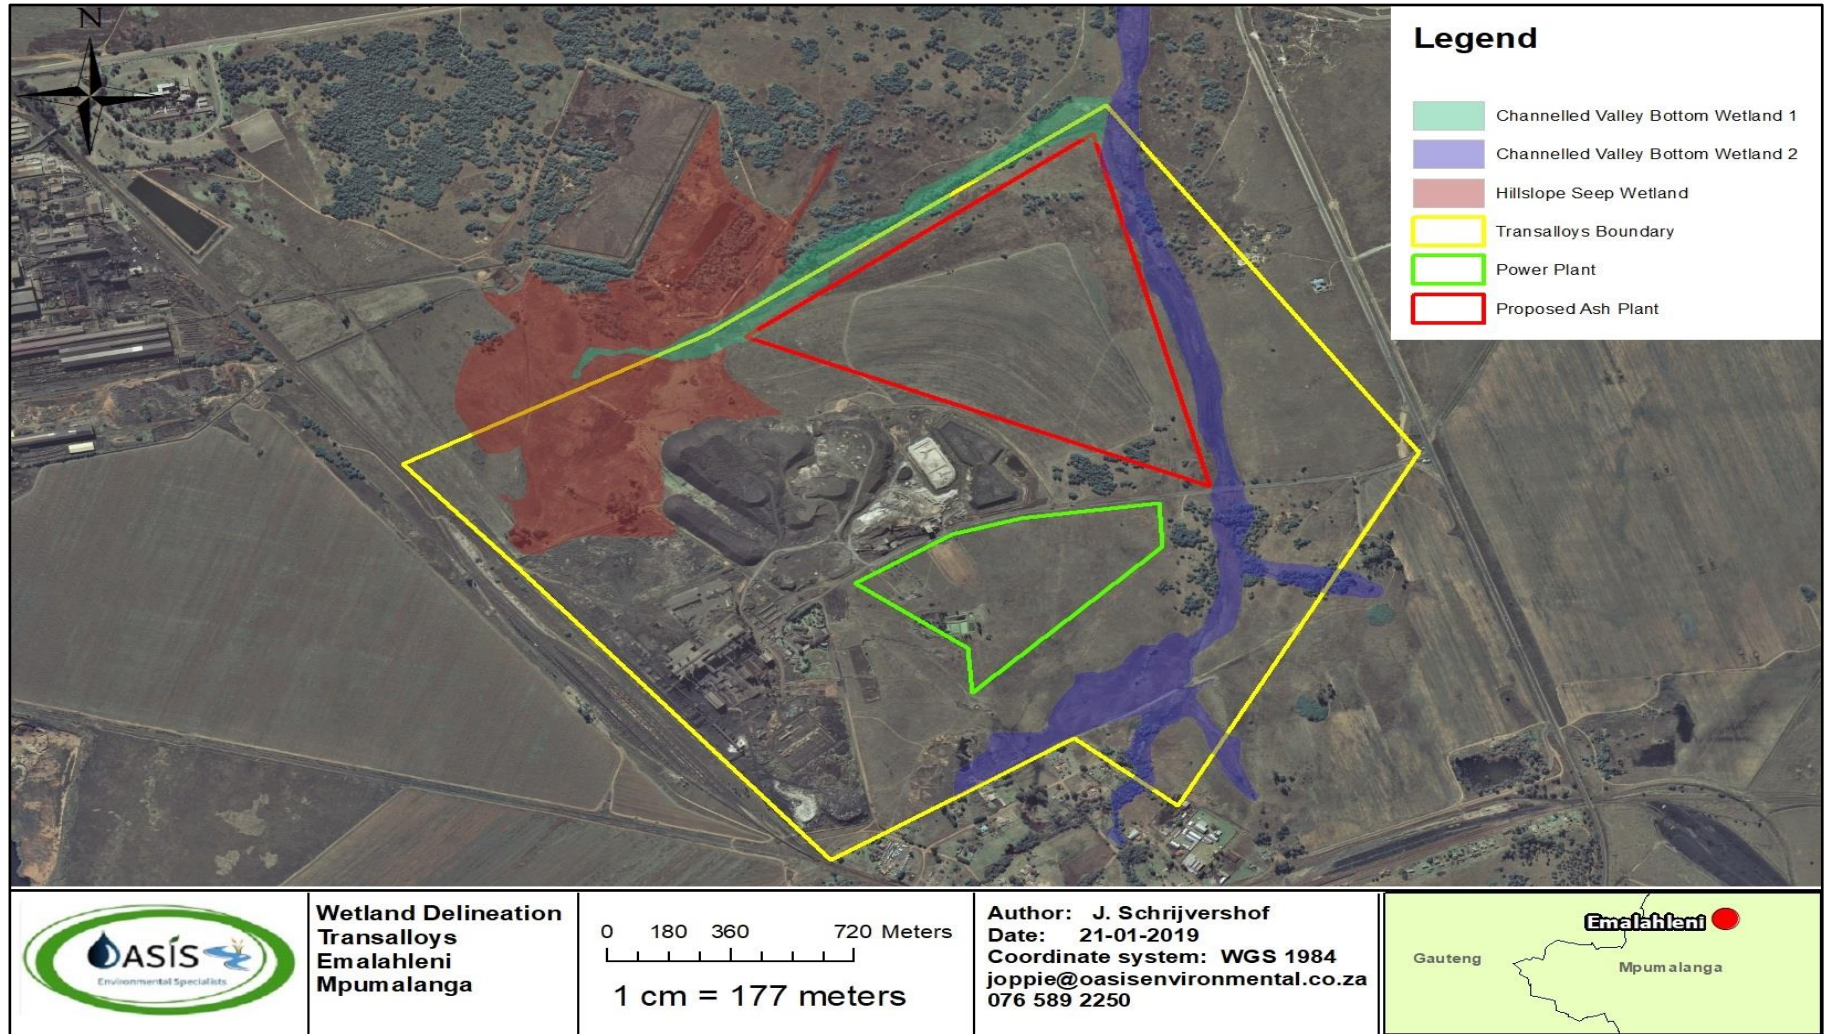 N
Legend
Channelled Valley Bottom Wetland 1
Channelled Valley Bottom Wetland 2
Hillslope Seep Wetland
Transalloys Boundary
Power Plant
Proposed Ash Plant
OASIS
Environmental Specialists
Wetland Delineation
Transalloys
Emalahleni
Mpumalanga
0 180 360 720 Meters
1 cm = 177 meters
Author: J. Schrijvershof
Date: 21-01-2019
Coordinate system: WGS 1984
joppie@oasisenvironmental.co.za
076 589 2250
Emalahleni
Gauteng
Mpumalanga